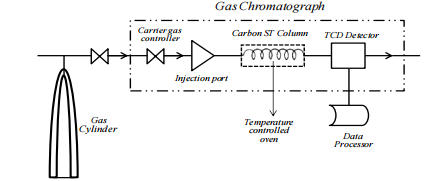 Gas Chromatograph
Carrier gas
controller
Carbon ST Column
TCD Detector
Injection port
Gas
Cylinder
Temperature
controlled
oven
Data
Processor